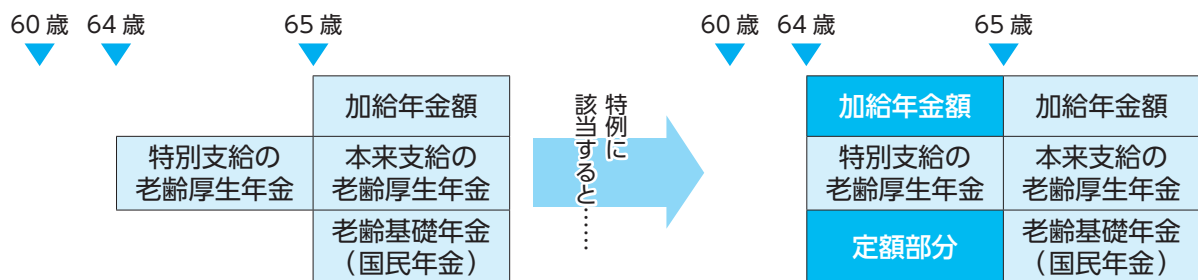 60歳
64歳
65歳
加給年金額
特別支給の
老齢厚生年金
本来支給の
老齢厚生年金
老齢基礎年金
（国民年金）
特例に
該当すると……
60歳
64歳
65歳
加給年金額
加給年金額
特別支給の
老齢厚生年金
本来支給の
老齢厚生年金
定額部分
老齢基礎年金
（国民年金）